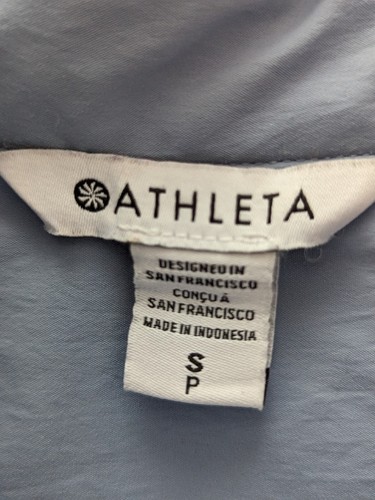 ATHLETA
DESIGNED IN
SAN FRANCISCO
CONÇU À
SAN FRANCISCO
MADE IN INDONESIA
S
P